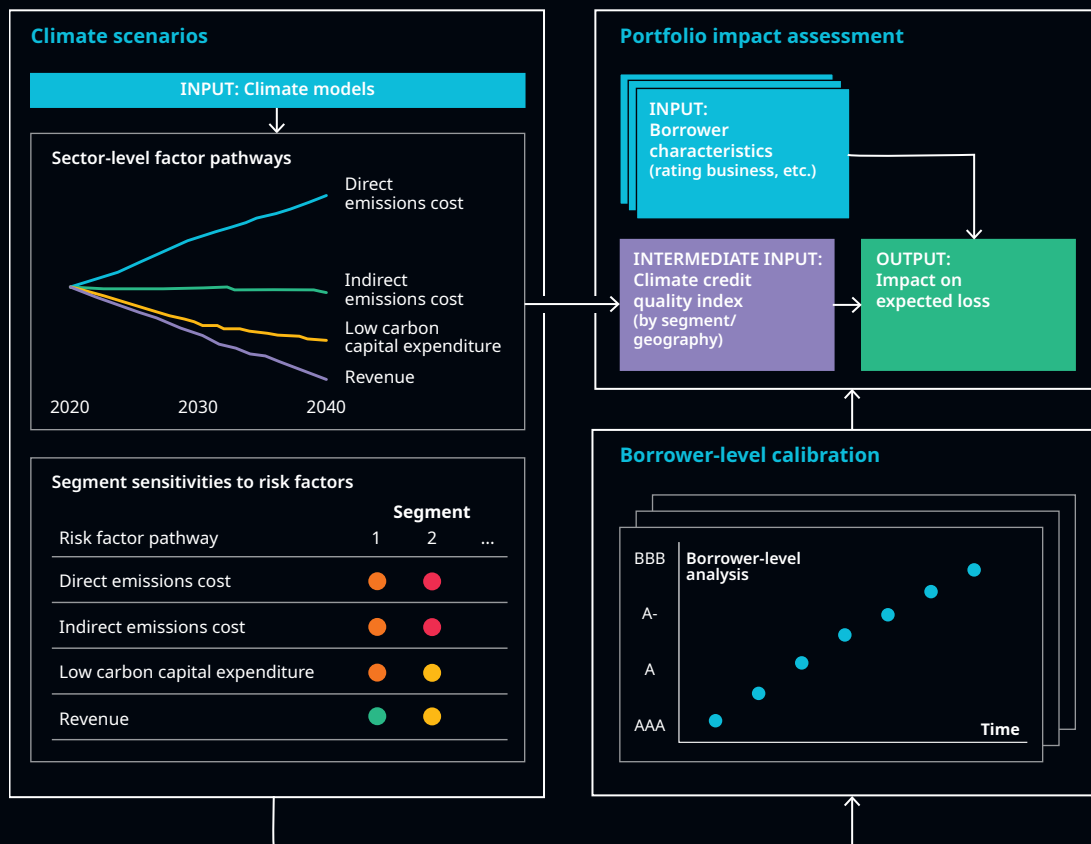 Climate scenarios
INPUT: Climate models
Sector-level factor pathways
Direct
emissions cost
Indirect
emissions cost
Low carbon
capital expenditure
Revenue
2020 2030 2040
Segment sensitivities to risk factors
Segment
Risk factor pathway 1 2 ...
Direct emissions cost
Indirect emissions cost
Low carbon capital expenditure
Revenue
Portfolio impact assessment
INPUT:
Borrower
characteristics
(rating business, etc.)
INTERMEDIATE INPUT:
Climate credit
quality index
(by segment/
geography)
OUTPUT:
Impact on
expected loss
Borrower-level calibration
BBB
Borrower-level
analysis
A-
A
AAA
Time